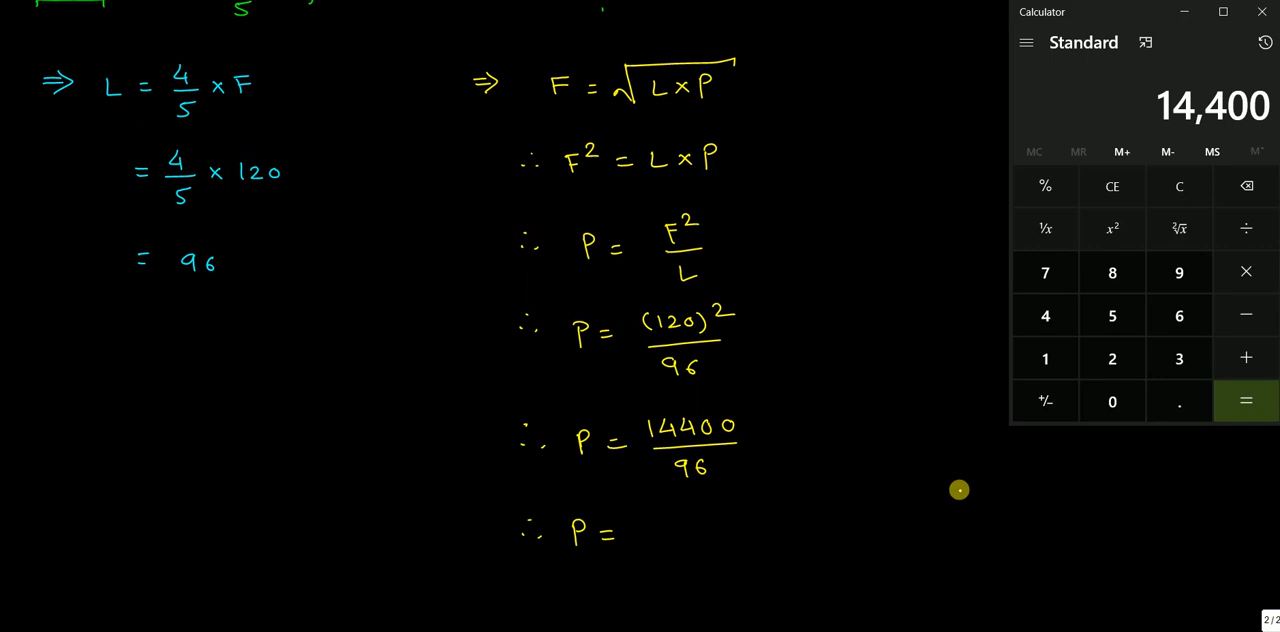 5
⇒ L = 4/5 × F
= 4/5 × 120
= 96
⇒ F = √(L × P)
∴ F² = L × P
∴ P = F²/L
∴ P = (120)²/96
∴ P = 14400/96
∴ P =
Calculator
Standard
14,400
MC MR M+ M- MS M˅
% CE C ⌫
¹/x x² ²√x ÷
7 8 9 ×
4 5 6 −
1 2 3 +
+/− 0 . =